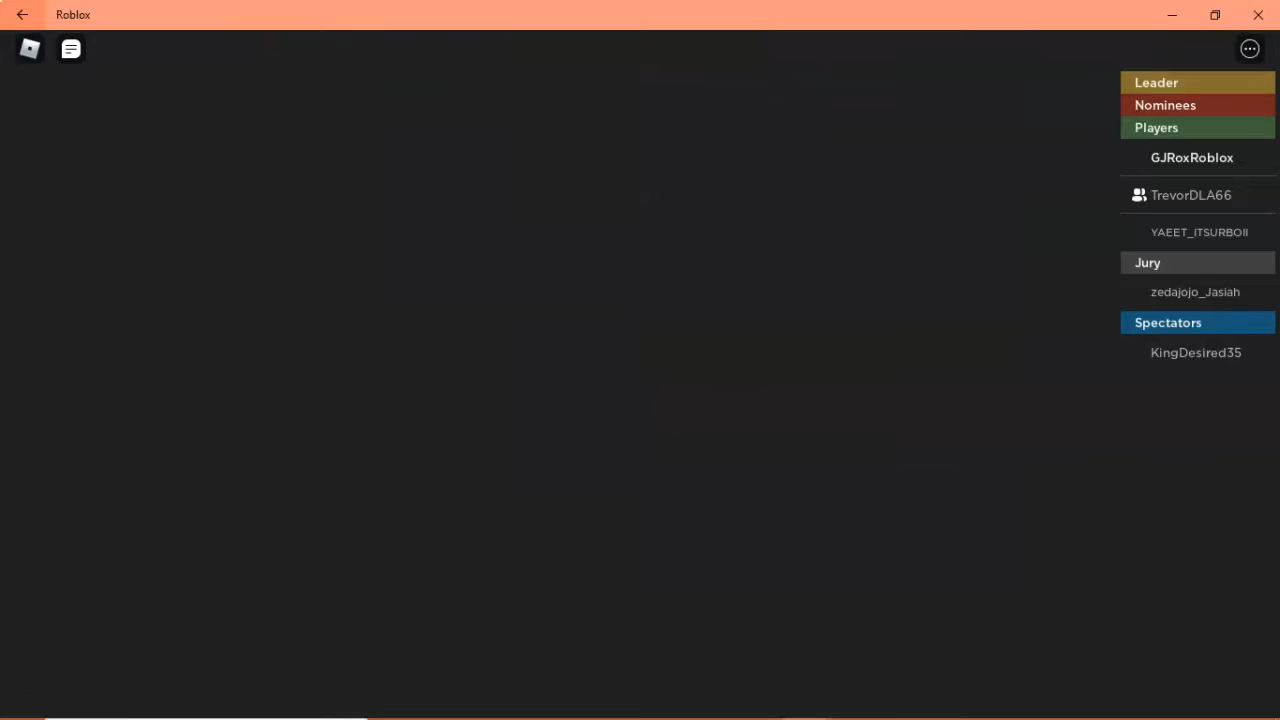 Roblox
Leader
Nominees
Players
GJRoxRoblox
TrevorDLA66
YAEET_ITSURBOII
Jury
zedajojo_Jasiah
Spectators
KingDesired35